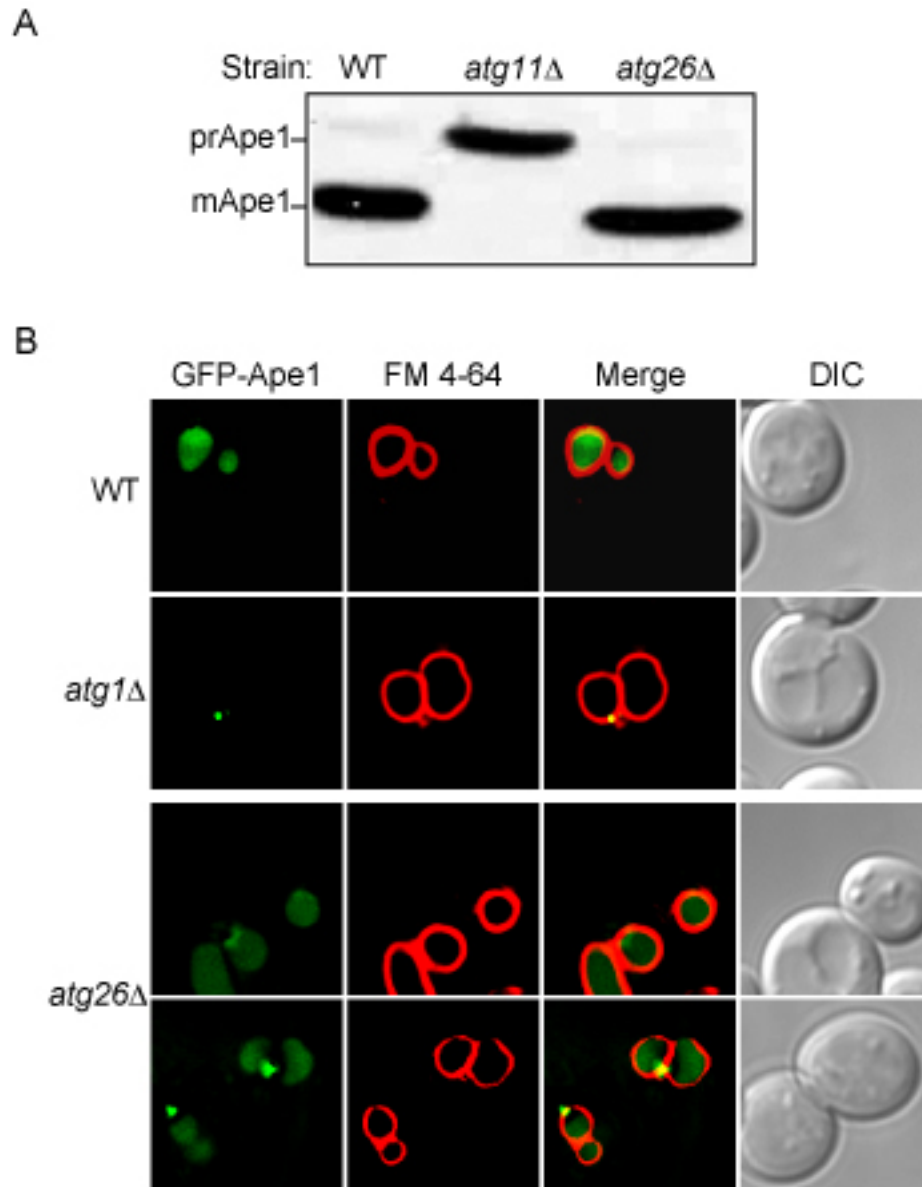 A
Strain: WT atg11Δ atg26Δ
prApe1
mApe1
B
GFP-Ape1 FM 4-64 Merge DIC
WT
atg1Δ
atg26Δ